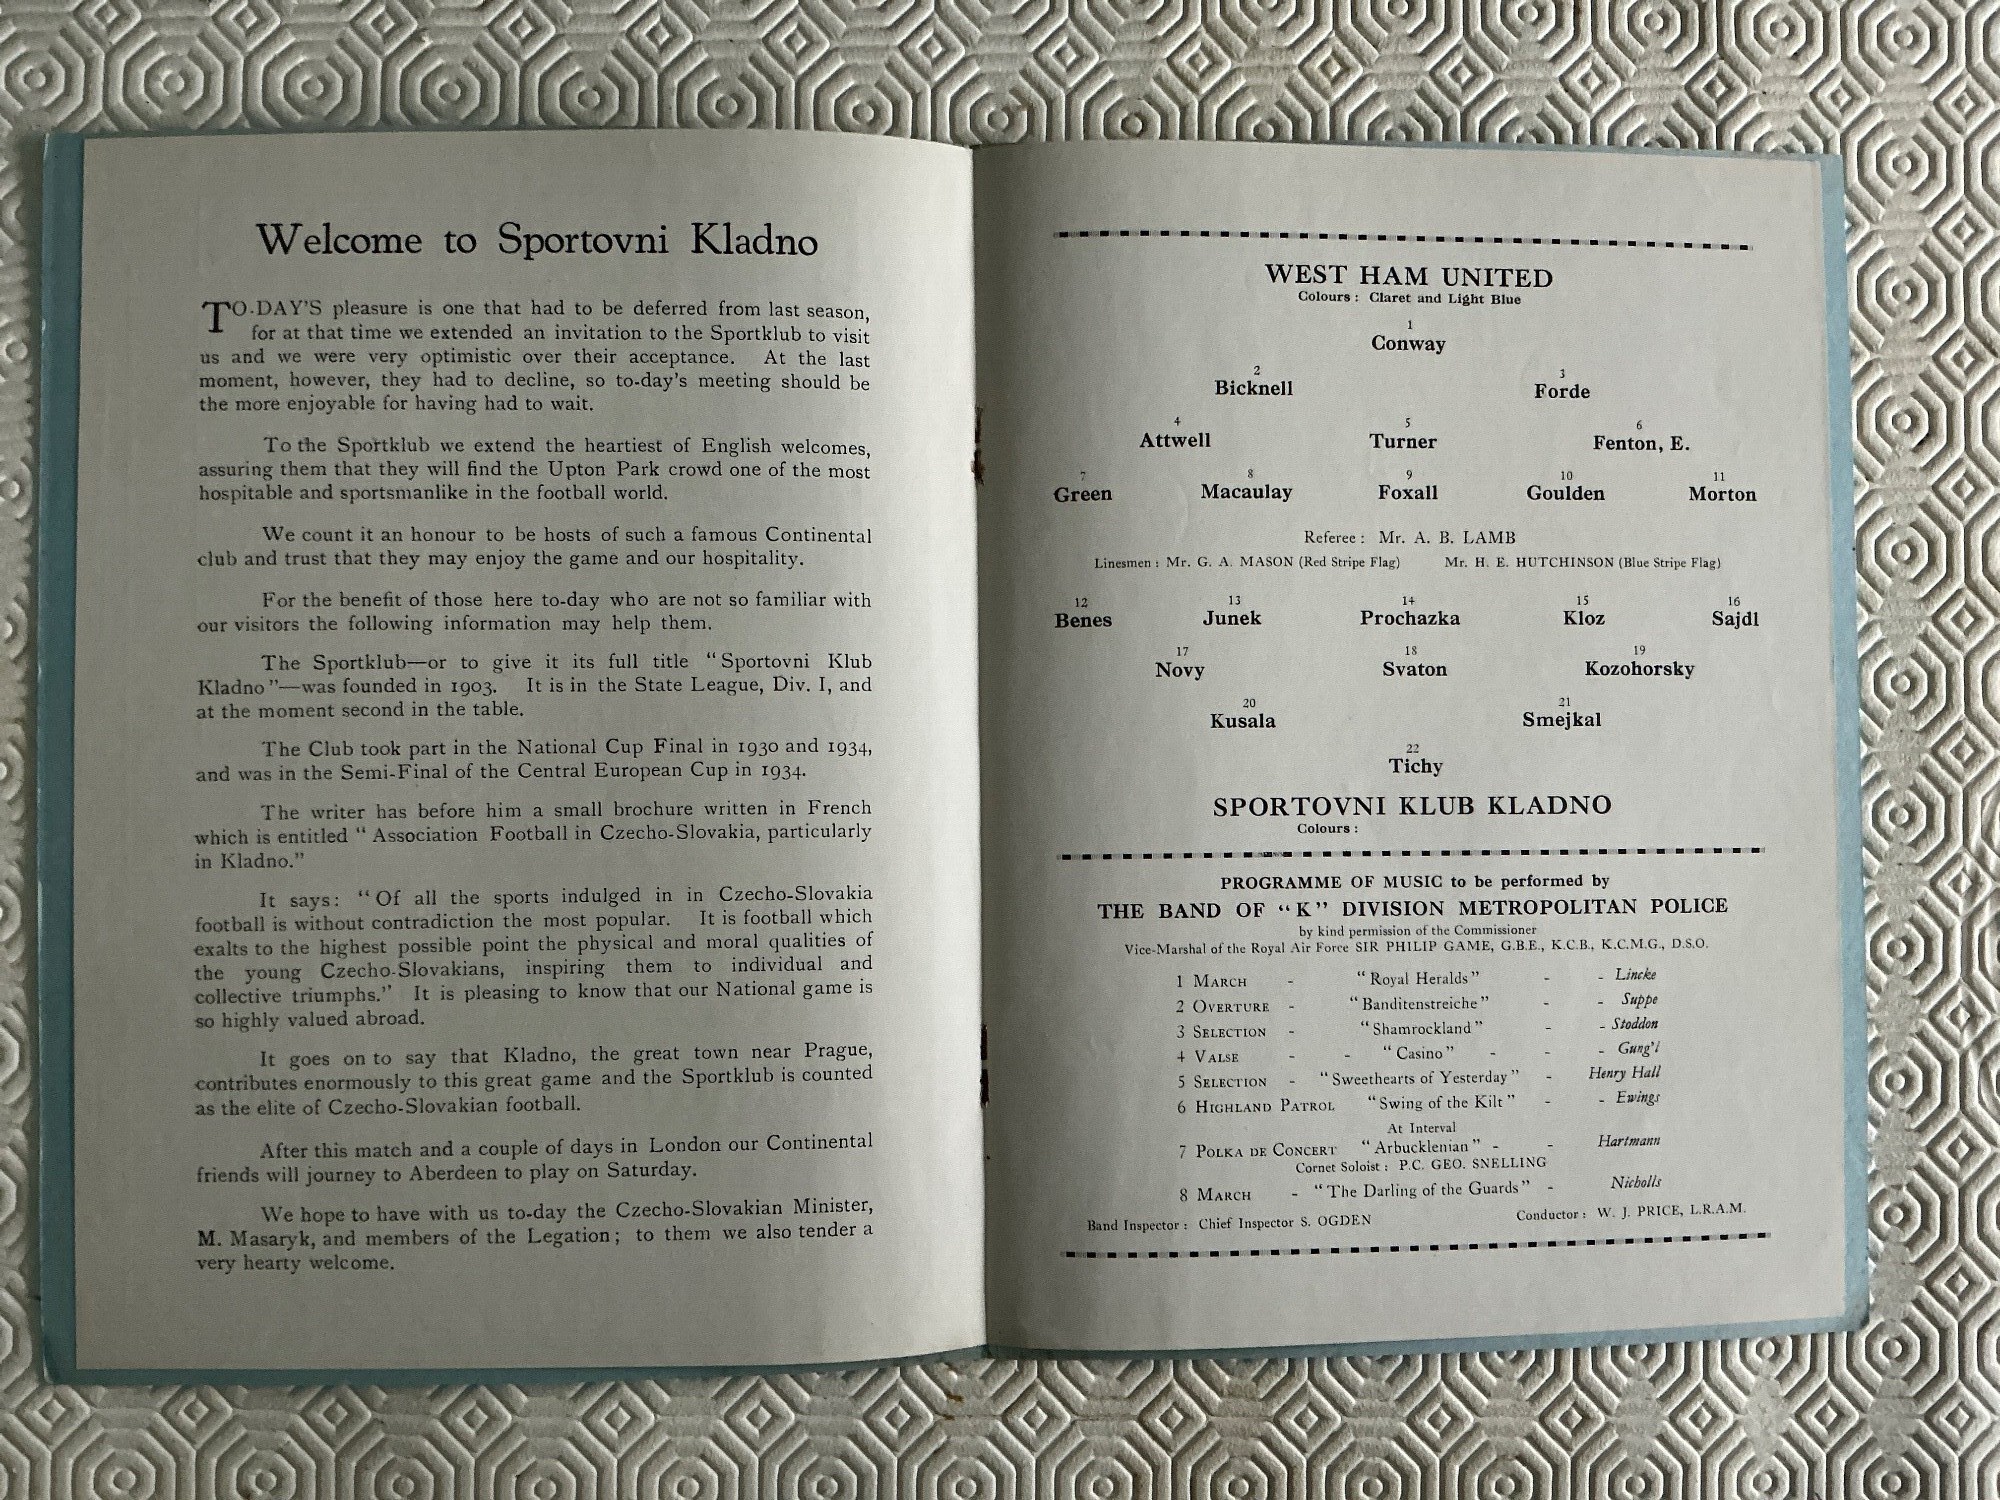 Welcome to Sportovni Kladno
TO-DAY'S pleasure is one that had to be deferred from last season,
for at that time we extended an invitation to the Sportklub to visit
us and we were very optimistic over their acceptance. At the last
moment, however, they had to decline, so to-day's meeting should be
the more enjoyable for having had to wait.
To the Sportklub we extend the heartiest of English welcomes,
assuring them that they will find the Upton Park crowd one of the most
hospitable and sportsmanlike in the football world.
We count it an honour to be hosts of such a famous Continental
club and trust that they may enjoy the game and our hospitality.
For the benefit of those here to-day who are not so familiar with
our visitors the following information may help them.
The Sportklub—or to give it its full title "Sportovni Klub
Kladno"—was founded in 1903. It is in the State League, Div. I, and
at the moment second in the table.
The Club took part in the National Cup Final in 1930 and 1934,
and was in the Semi-Final of the Central European Cup in 1934.
The writer has before him a small brochure written in French
which is entitled "Association Football in Czecho-Slovakia, particularly
in Kladno."
It says: "Of all the sports indulged in in Czecho-Slovakia
football is without contradiction the most popular. It is football which
exalts to the highest possible point the physical and moral qualities of
the young Czecho-Slovakians, inspiring them to individual and
collective triumphs." It is pleasing to know that our National game is
so highly valued abroad.
It goes on to say that Kladno, the great town near Prague,
contributes enormously to this great game and the Sportklub is counted
as the elite of Czecho-Slovakian football.
After this match and a couple of days in London our Continental
friends will journey to Aberdeen to play on Saturday.
We hope to have with us to-day the Czecho-Slovakian Minister,
M. Masaryk, and members of the Legation; to them we also tender a
very hearty welcome.
WEST HAM UNITED
Colours: Claret and Light Blue
1
Conway
2 3
Bicknell Forde
4 5 6
Attwell Turner Fenton, E.
7 8 9 10 11
Green Macaulay Foxall Goulden Morton
Referee: Mr. A. B. LAMB
Linesmen: Mr. G. A. MASON (Red Stripe Flag) Mr. H. E. HUTCHINSON (Blue Stripe Flag)
12 13 14 15 16
Benes Junek Prochazka Kloz Sajdl
17 18 19
Novy Svaton Kozohorsky
20 21
Kusala Smejkal
22
Tichy
SPORTOVNI KLUB KLADNO
Colours:
PROGRAMME OF MUSIC to be performed by
THE BAND OF "K" DIVISION METROPOLITAN POLICE
by kind permission of the Commissioner
Vice-Marshal of the Royal Air Force SIR PHILIP GAME, G.B.E., K.C.B., K.C.M.G., D.S.O.
1 MARCH - "Royal Heralds" - - Lincke
2 OVERTURE - "Banditenstreiche" - - Suppe
3 SELECTION - "Shamrockland" - - Stoddon
4 VALSE - - "Casino" - - - Gung'i
5 SELECTION - "Sweethearts of Yesterday" - Henry Hall
6 HIGHLAND PATROL "Swing of the Kilt" - - Ewings
At Interval
7 POLKA DE CONCERT "Arbucklenian" - - Hartmann
Cornet Soloist: P.C. GEO. SNELLING
8 MARCH - "The Darling of the Guards" - Nicholls
Band Inspector: Chief Inspector S. OGDEN Conductor: W. J. PRICE, L.R.A.M.